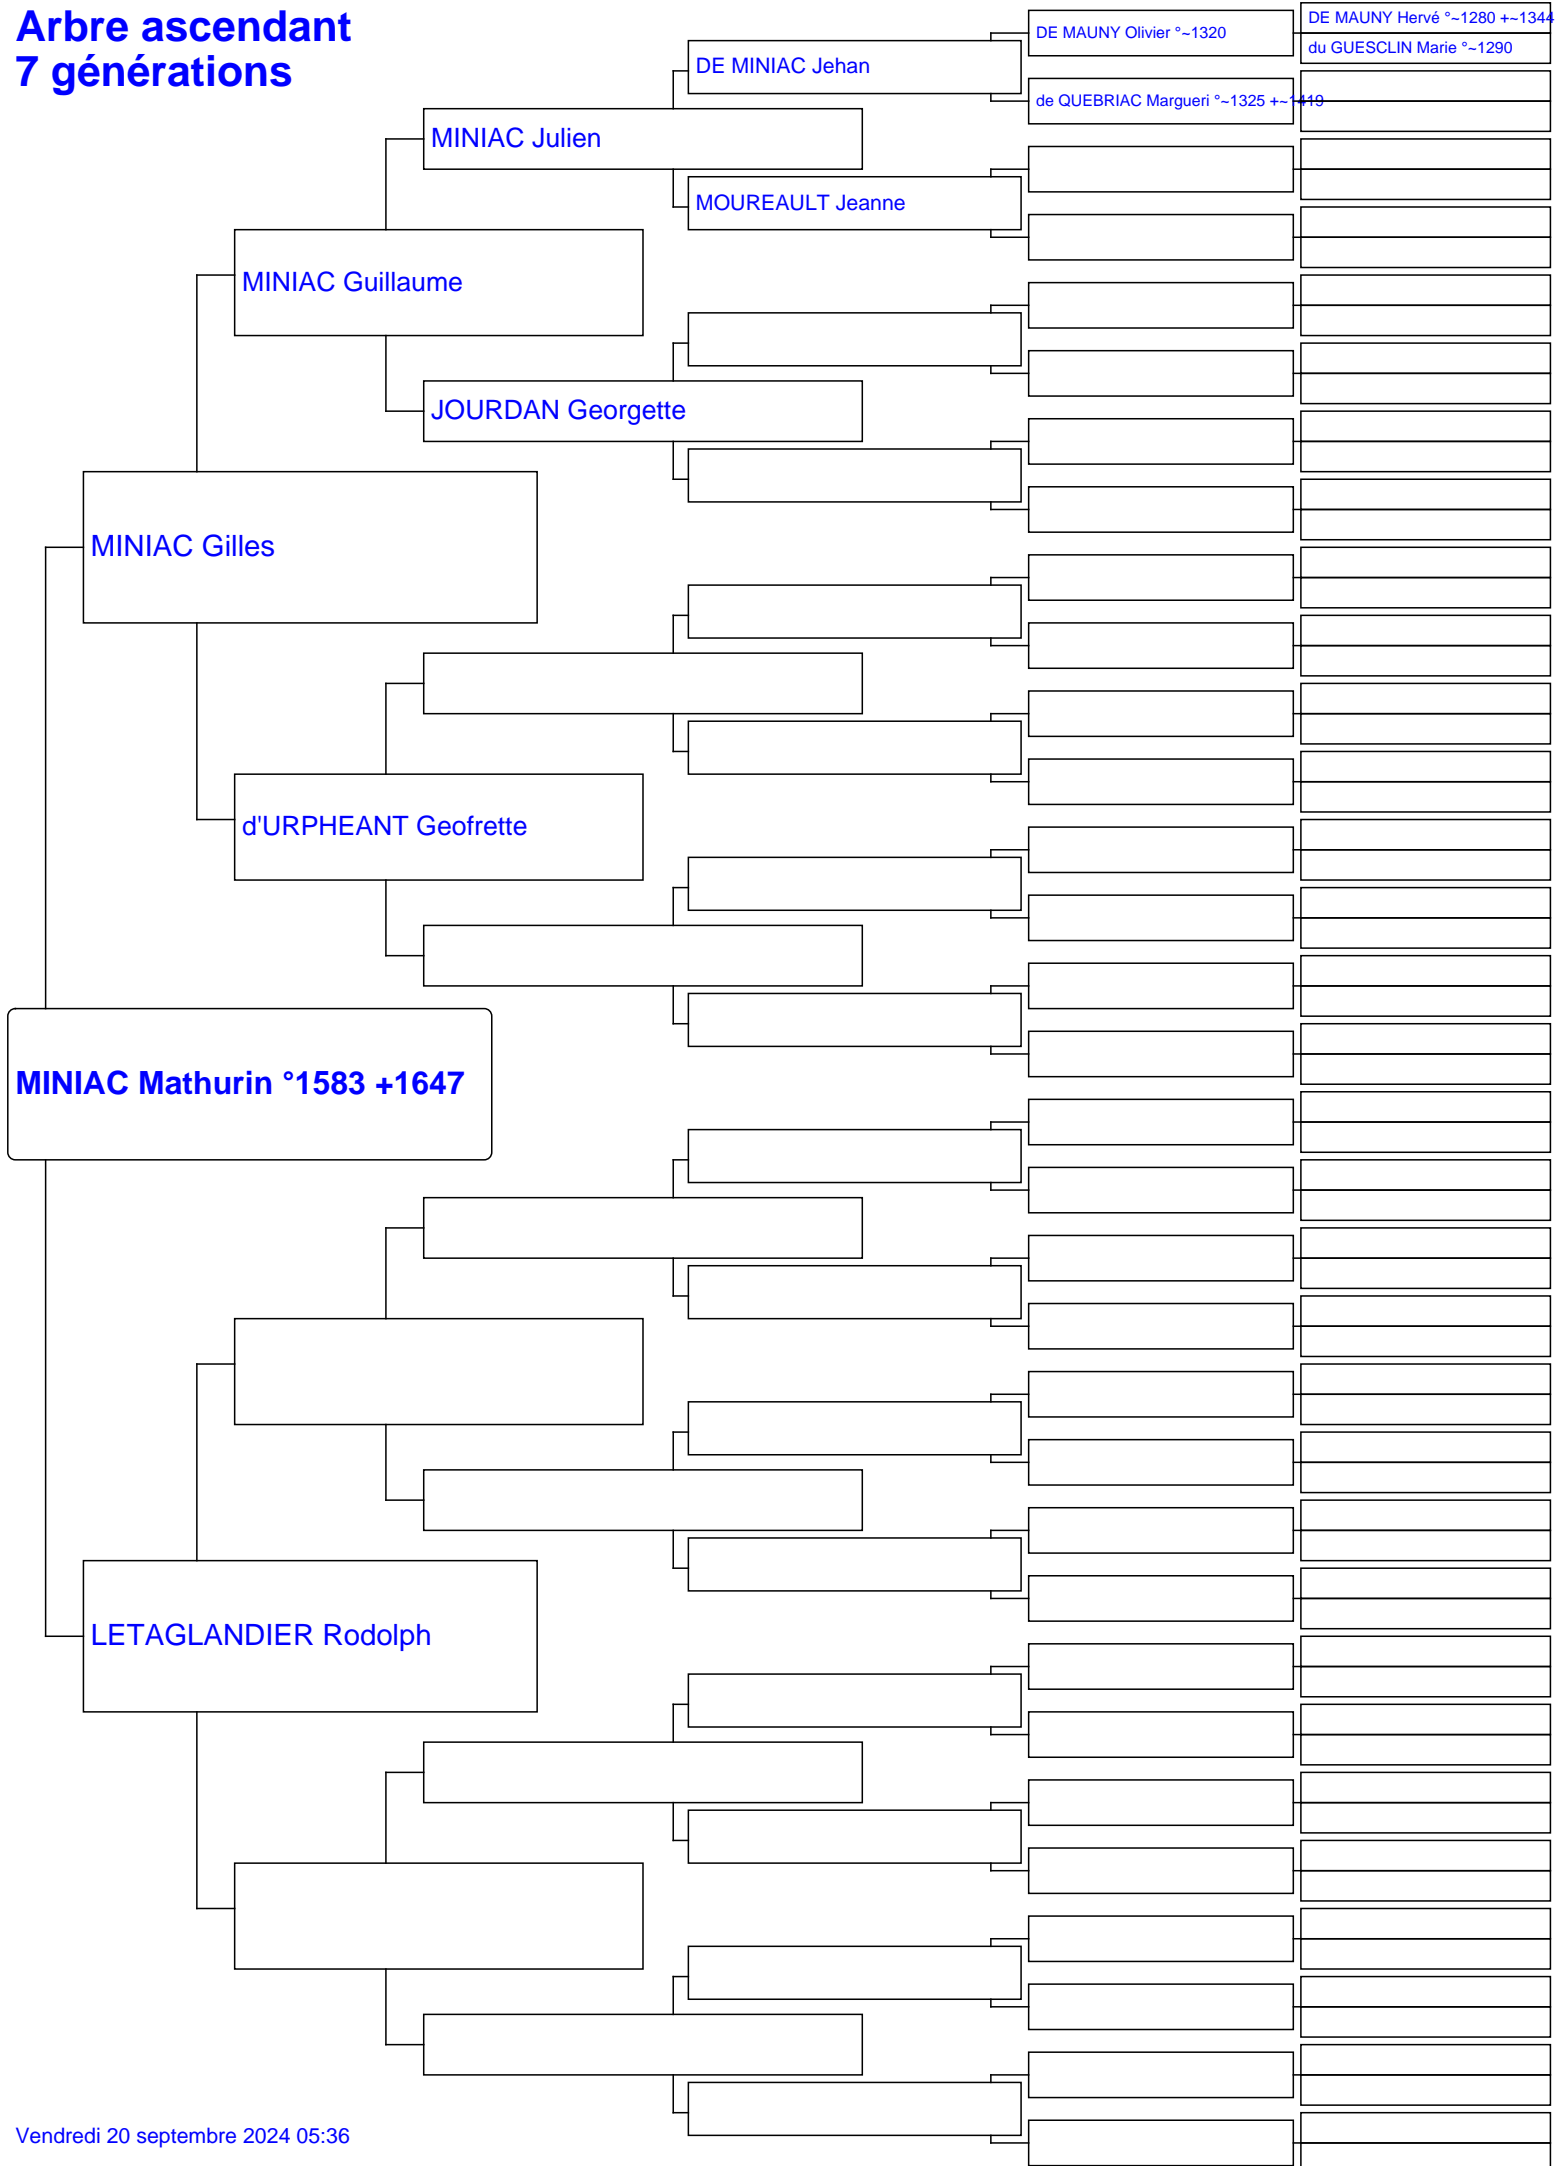 Arbre ascendant
7 générations
DE MAUNY Hervé °~1280 +~1344
DE MAUNY Olivier °~1320
du GUESCLIN Marie °~1290
DE MINIAC Jehan
de QUEBRIAC Margueri °~1325 +~1419
MINIAC Julien
MOUREAULT Jeanne
MINIAC Guillaume
JOURDAN Georgette
MINIAC Gilles
d'URPHEANT Geofrette
MINIAC Mathurin °1583 +1647
LETAGLANDIER Rodolph
Vendredi 20 septembre 2024 05:36